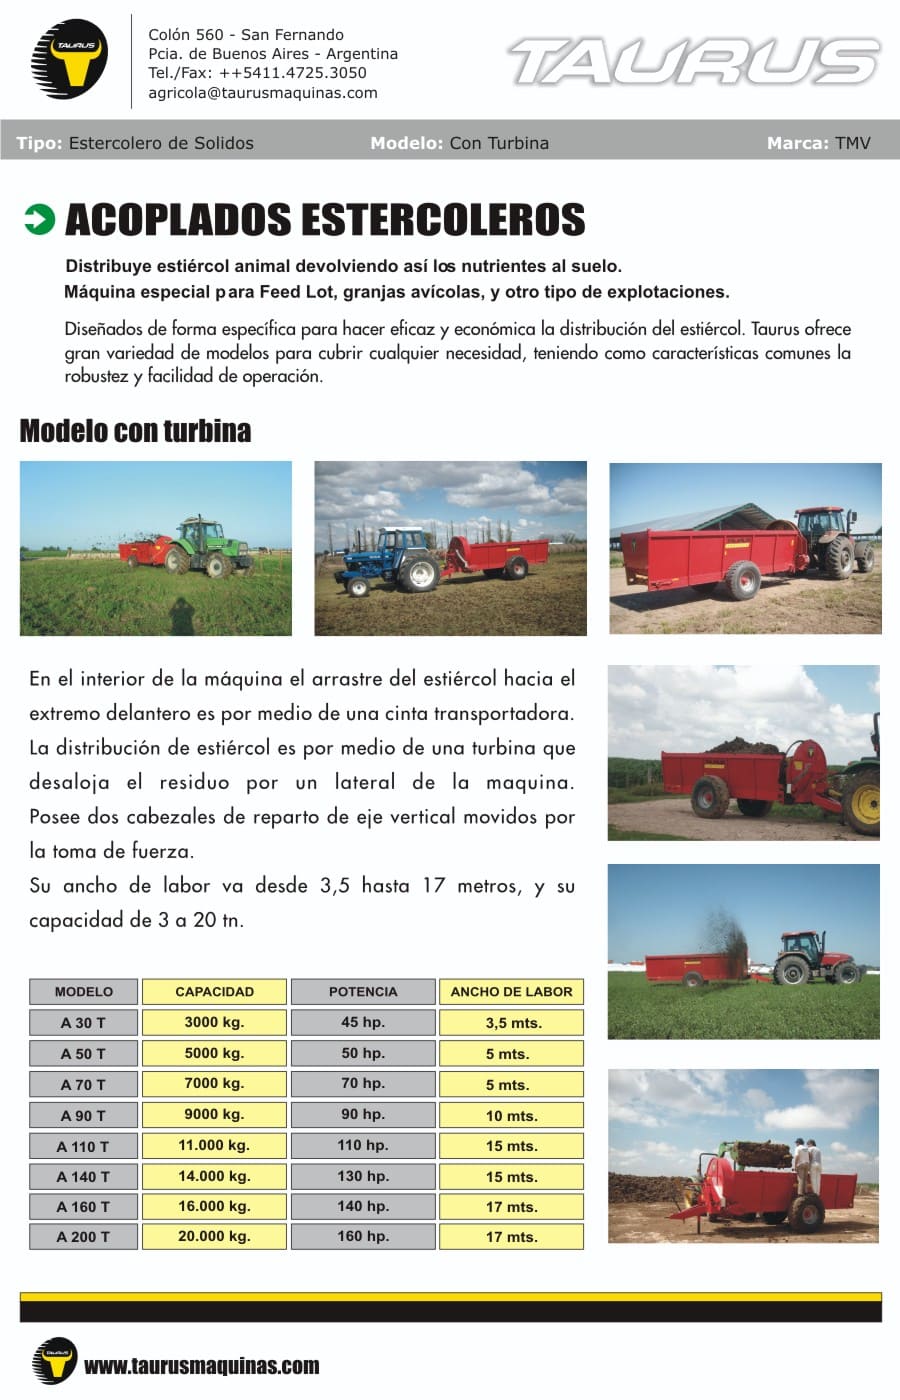 TAURUS
Colón 560 - San Fernando
Pcia. de Buenos Aires - Argentina
Tel./Fax: ++5411.4725.3050
agricola@taurusmaquinas.com
TAURUS
Tipo: Estercolero de Solidos Modelo: Con Turbina Marca: TMV
ACOPLADOS ESTERCOLEROS
Distribuye estiércol animal devolviendo así los nutrientes al suelo.
Máquina especial para Feed Lot, granjas avícolas, y otro tipo de explotaciones.
Diseñados de forma específica para hacer eficaz y económica la distribución del estiércol. Taurus ofrece
gran variedad de modelos para cubrir cualquier necesidad, teniendo como características comunes la
robustez y facilidad de operación.
Modelo con turbina
En el interior de la máquina el arrastre del estiércol hacia el
extremo delantero es por medio de una cinta transportadora.
La distribución de estiércol es por medio de una turbina que
desaloja el residuo por un lateral de la maquina.
Posee dos cabezales de reparto de eje vertical movidos por
la toma de fuerza.
Su ancho de labor va desde 3,5 hasta 17 metros, y su
capacidad de 3 a 20 tn.
MODELO CAPACIDAD POTENCIA ANCHO DE LABOR
A 30 T 3000 kg. 45 hp. 3,5 mts.
A 50 T 5000 kg. 50 hp. 5 mts.
A 70 T 7000 kg. 70 hp. 5 mts.
A 90 T 9000 kg. 90 hp. 10 mts.
A 110 T 11.000 kg. 110 hp. 15 mts.
A 140 T 14.000 kg. 130 hp. 15 mts.
A 160 T 16.000 kg. 140 hp. 17 mts.
A 200 T 20.000 kg. 160 hp. 17 mts.
TAURUS
www.taurusmaquinas.com